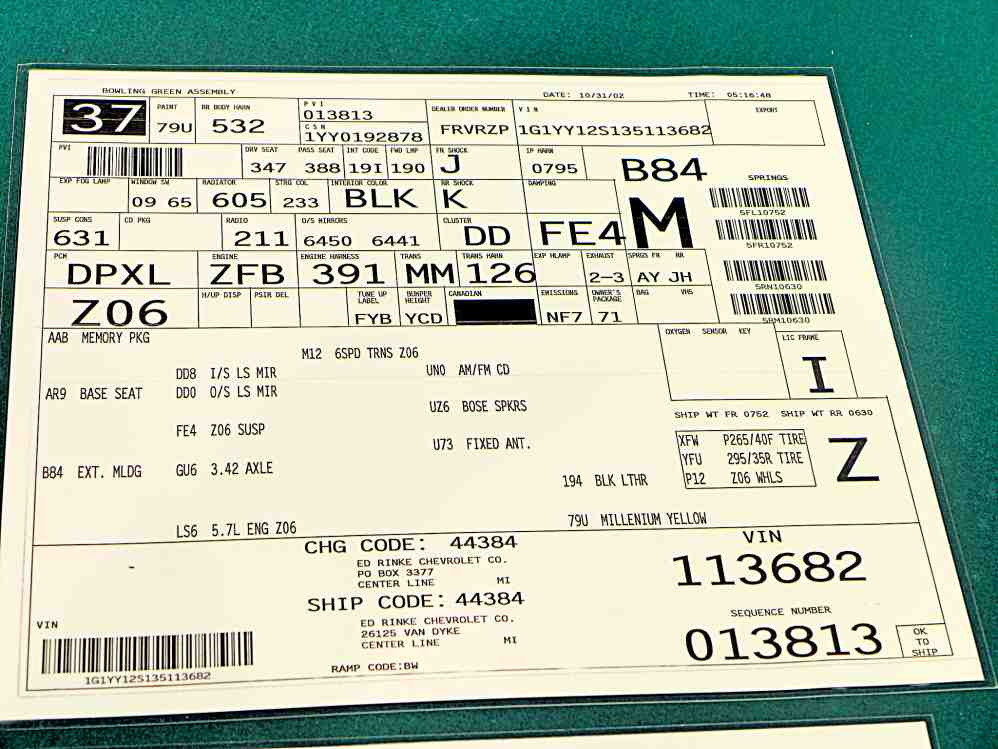 BOWLING GREEN ASSEMBLY DATE: 10/31/02 TIME: 05:16:48
37 PAINT 79U RR BODY HARN 532 PVI 013813 DEALER ORDER NUMBER FRVRZP VIN 1G1YY12S135113682 EXPORT
CSN 1YY0192878
PVI DRV SEAT 347 PASS SEAT 388 INT CODE 19I FWD LMP 190 FR SHOCK J IP HARN 0795 B84 SPRINGS
EXP FOG LAMP WINDOW SW 09 65 RADIATOR 605 STRG COL 233 INTERIOR COLOR BLK RR SHOCK K DAMPING M
5FL10752
SUSP CONS 631 CD PKG RADIO 211 O/S MIRRORS 6450 6441 CLUSTER DD FE4
5FR10752
PCM DPXL ENGINE ZFB ENGINE HARNESS 391 TRANS MM TRANS HARN 126 EXP HLAMP EXHAUST 2-3 SPRGS FR AY RR JH
5RN10630
Z06 H/UP DISP PSIR DEL TUNE UP LABEL FYB BUMPER HEIGHT YCD CANADIAN EMISSIONS NF7 OWNER'S PACKAGE 71 BAG VHS
5RM10630
AAB MEMORY PKG
M12 6SPD TRNS Z06
OXYGEN SENSOR KEY
LIC FRAME
I
DD8 I/S LS MIR
UN0 AM/FM CD
AR9 BASE SEAT DD0 O/S LS MIR
UZ6 BOSE SPKRS
SHIP WT FR 0752 SHIP WT RR 0630
FE4 Z06 SUSP
U73 FIXED ANT.
XFW P265/40F TIRE
YFU 295/35R TIRE
P12 Z06 WHLS
Z
B84 EXT. MLDG GU6 3.42 AXLE
194 BLK LTHR
LS6 5.7L ENG Z06
79U MILLENIUM YELLOW
CHG CODE: 44384
ED RINKE CHEVROLET CO.
PO BOX 3377
CENTER LINE MI
VIN
113682
SHIP CODE: 44384
ED RINKE CHEVROLET CO.
26125 VAN DYKE
CENTER LINE MI
SEQUENCE NUMBER
013813
OK
TO
SHIP
VIN
1G1YY12S135113682
RAMP CODE:BW